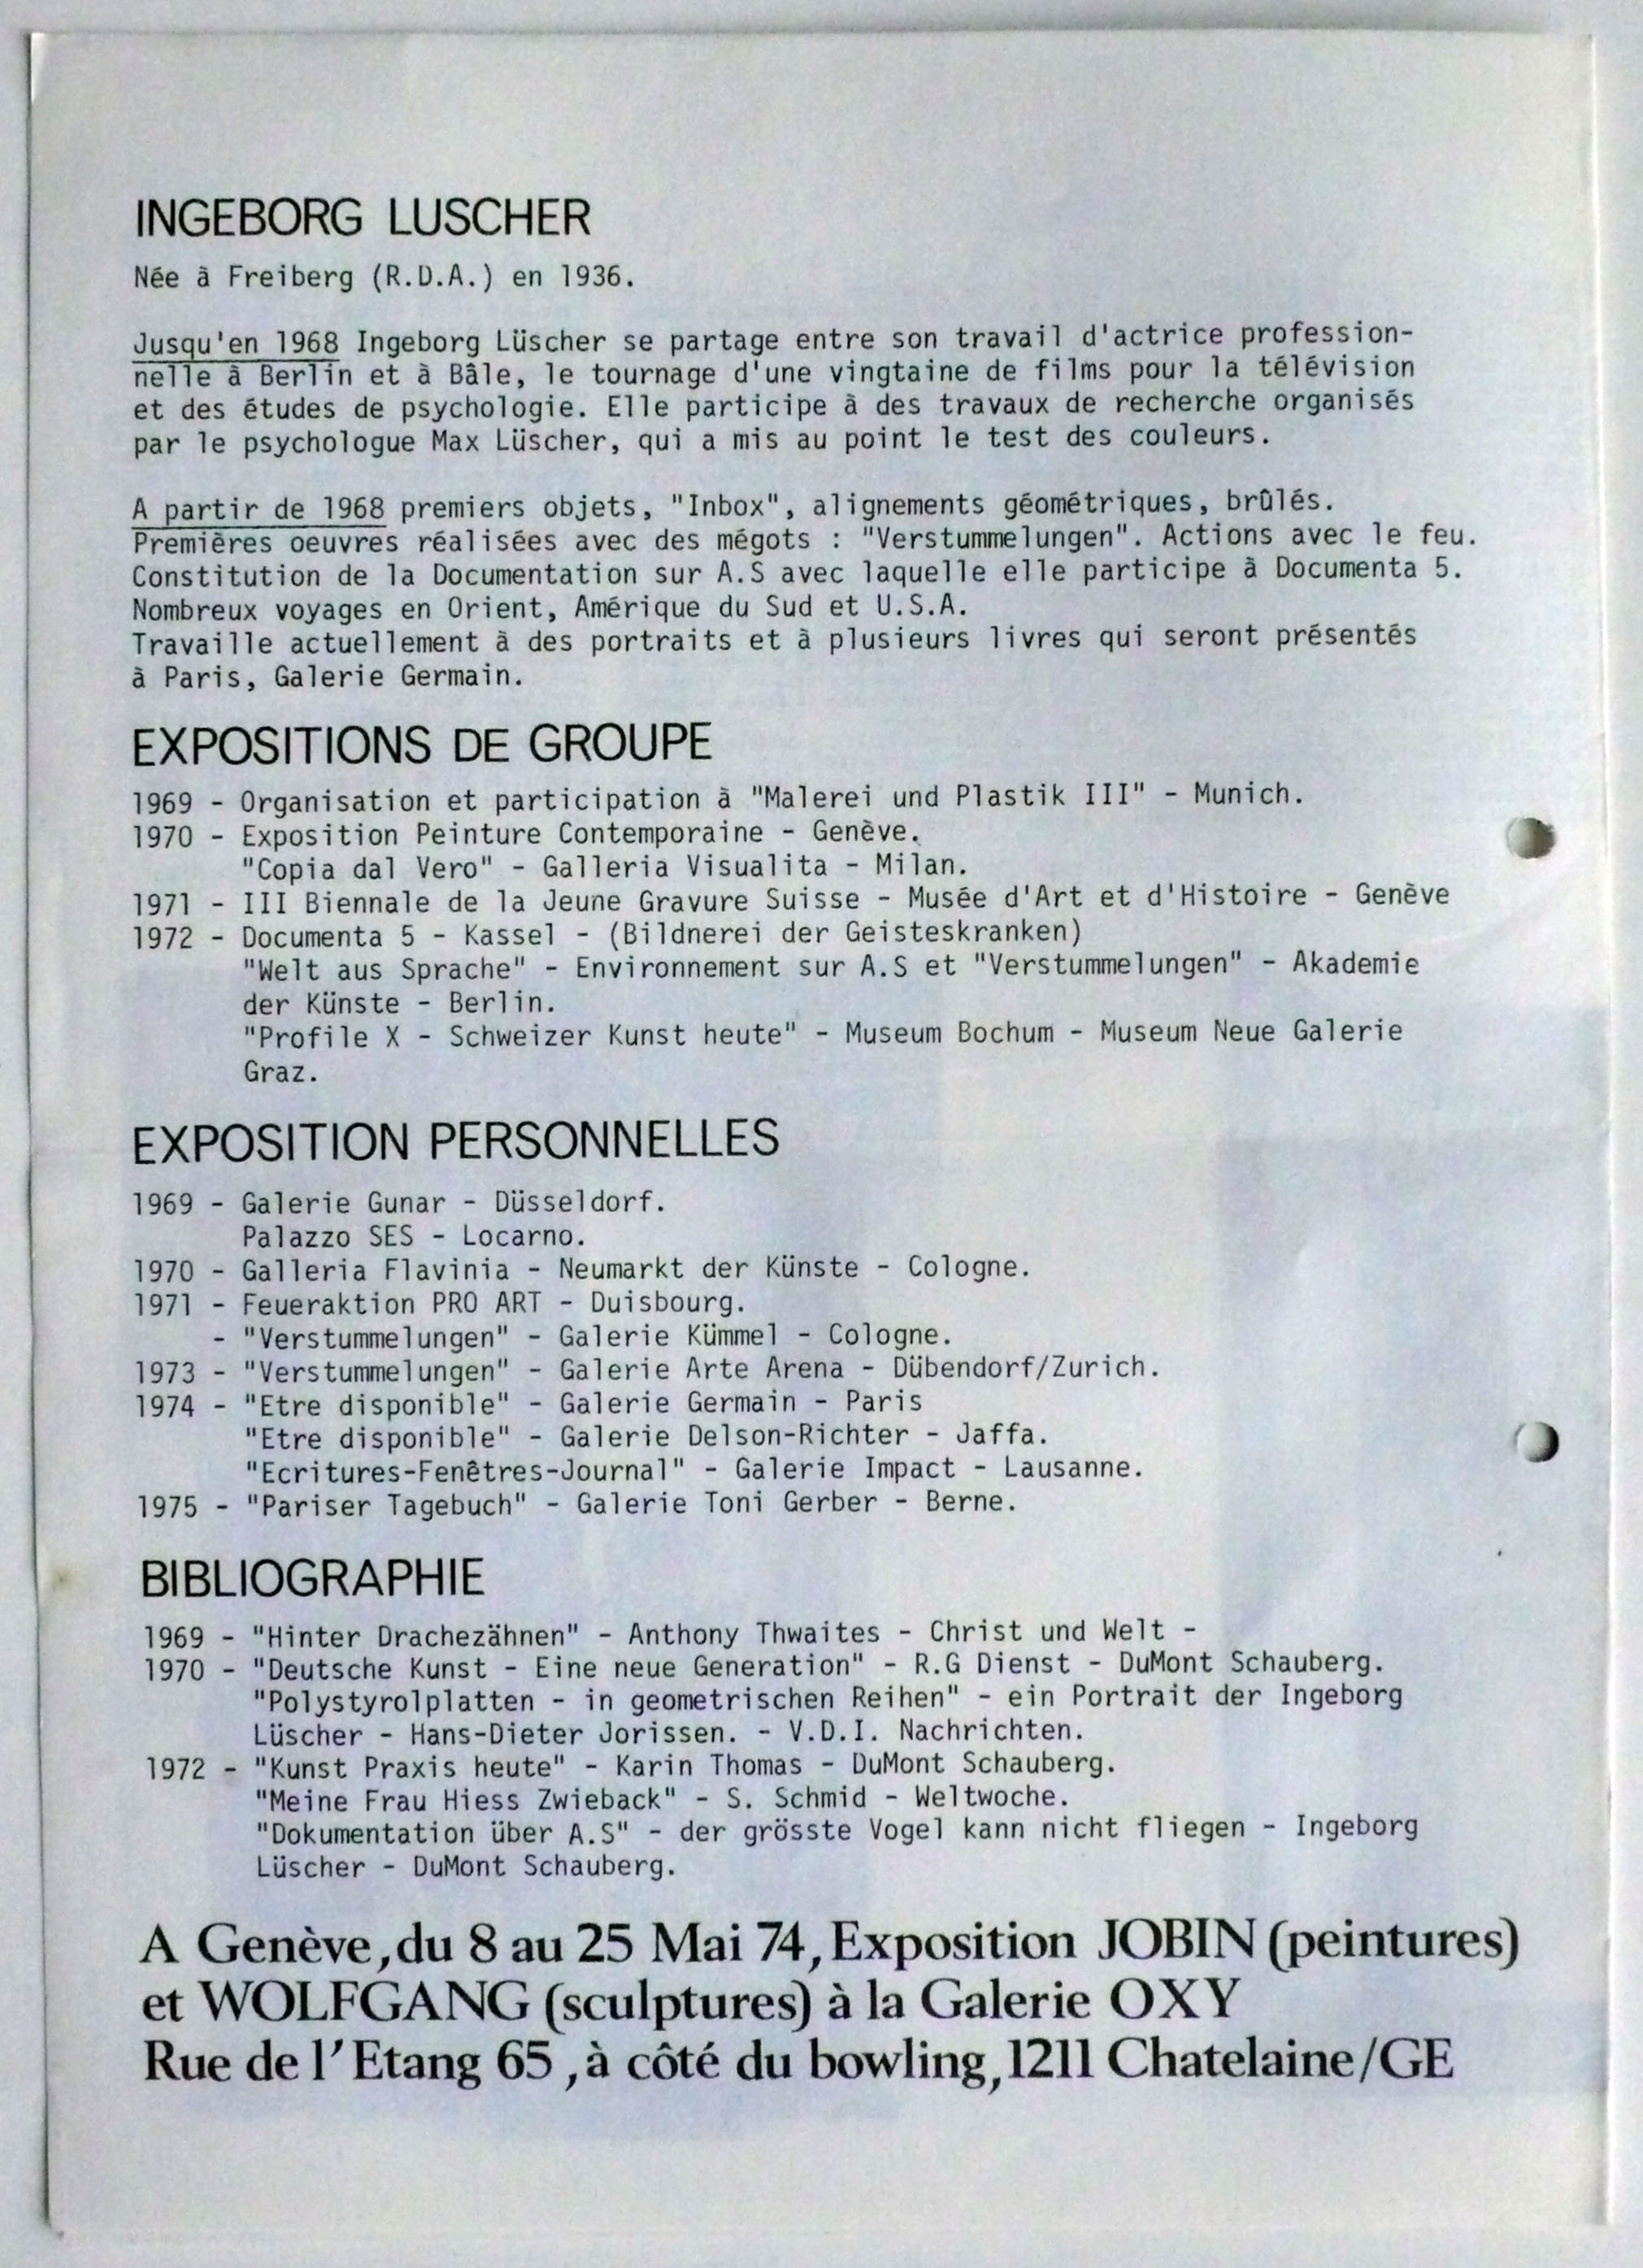 INGEBORG LUSCHER
Née à Freiberg (R.D.A.) en 1936.
Jusqu'en 1968 Ingeborg Lüscher se partage entre son travail d'actrice profession-
nelle à Berlin et à Bâle, le tournage d'une vingtaine de films pour la télévision
et des études de psychologie. Elle participe à des travaux de recherche organisés
par le psychologue Max Lüscher, qui a mis au point le test des couleurs.
A partir de 1968 premiers objets, "Inbox", alignements géométriques, brûlés.
Premières oeuvres réalisées avec des mégots : "Verstummelungen". Actions avec le feu.
Constitution de la Documentation sur A.S avec laquelle elle participe à Documenta 5.
Nombreux voyages en Orient, Amérique du Sud et U.S.A.
Travaille actuellement à des portraits et à plusieurs livres qui seront présentés
à Paris, Galerie Germain.
EXPOSITIONS DE GROUPE
1969 - Organisation et participation à "Malerei und Plastik III" - Munich.
1970 - Exposition Peinture Contemporaine - Genève.
"Copia dal Vero" - Galleria Visualita - Milan.
1971 - III Biennale de la Jeune Gravure Suisse - Musée d'Art et d'Histoire - Genève
1972 - Documenta 5 - Kassel - (Bildnerei der Geisteskranken)
"Welt aus Sprache" - Environnement sur A.S et "Verstummelungen" - Akademie
der Künste - Berlin.
"Profile X - Schweizer Kunst heute" - Museum Bochum - Museum Neue Galerie
Graz.
EXPOSITION PERSONNELLES
1969 - Galerie Gunar - Düsseldorf.
Palazzo SES - Locarno.
1970 - Galleria Flavinia - Neumarkt der Künste - Cologne.
1971 - Feueraktion PRO ART - Duisbourg.
- "Verstummelungen" - Galerie Kümmel - Cologne.
1973 - "Verstummelungen" - Galerie Arte Arena - Dübendorf/Zurich.
1974 - "Etre disponible" - Galerie Germain - Paris
"Etre disponible" - Galerie Delson-Richter - Jaffa.
"Ecritures-Fenêtres-Journal" - Galerie Impact - Lausanne.
1975 - "Pariser Tagebuch" - Galerie Toni Gerber - Berne.
BIBLIOGRAPHIE
1969 - "Hinter Drachezähnen" - Anthony Thwaites - Christ und Welt -
1970 - "Deutsche Kunst - Eine neue Generation" - R.G Dienst - DuMont Schauberg.
"Polystyrolplatten - in geometrischen Reihen" - ein Portrait der Ingeborg
Lüscher - Hans-Dieter Jorissen. - V.D.I. Nachrichten.
1972 - "Kunst Praxis heute" - Karin Thomas - DuMont Schauberg.
"Meine Frau Hiess Zwieback" - S. Schmid - Weltwoche.
"Dokumentation über A.S" - der grösste Vogel kann nicht fliegen - Ingeborg
Lüscher - DuMont Schauberg.
A Genève, du 8 au 25 Mai 74, Exposition JOBIN (peintures)
et WOLFGANG (sculptures) à la Galerie OXY
Rue de l'Etang 65, à côté du bowling, 1211 Chatelaine/GE